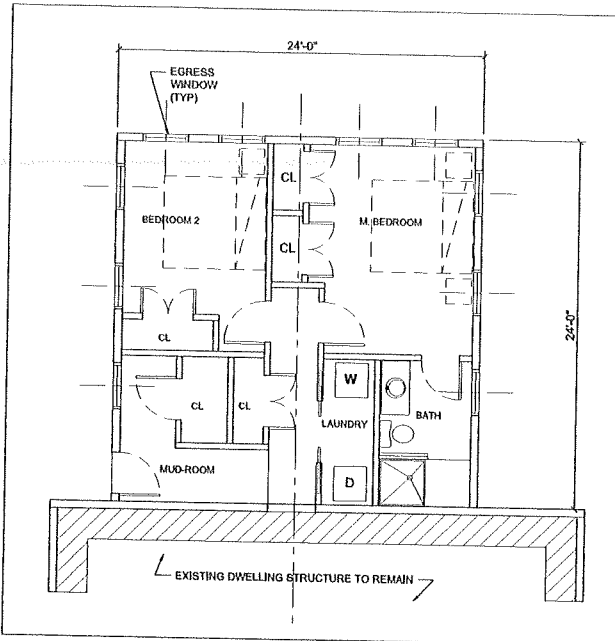 24'-0"
EGRESS
WINDOW
(TYP)
CL
BEDROOM 2
M. BEDROOM
CL
24'-0"
CL
W
CL
CL
LAUNDRY
BATH
MUD-ROOM
D
EXISTING DWELLING STRUCTURE TO REMAIN